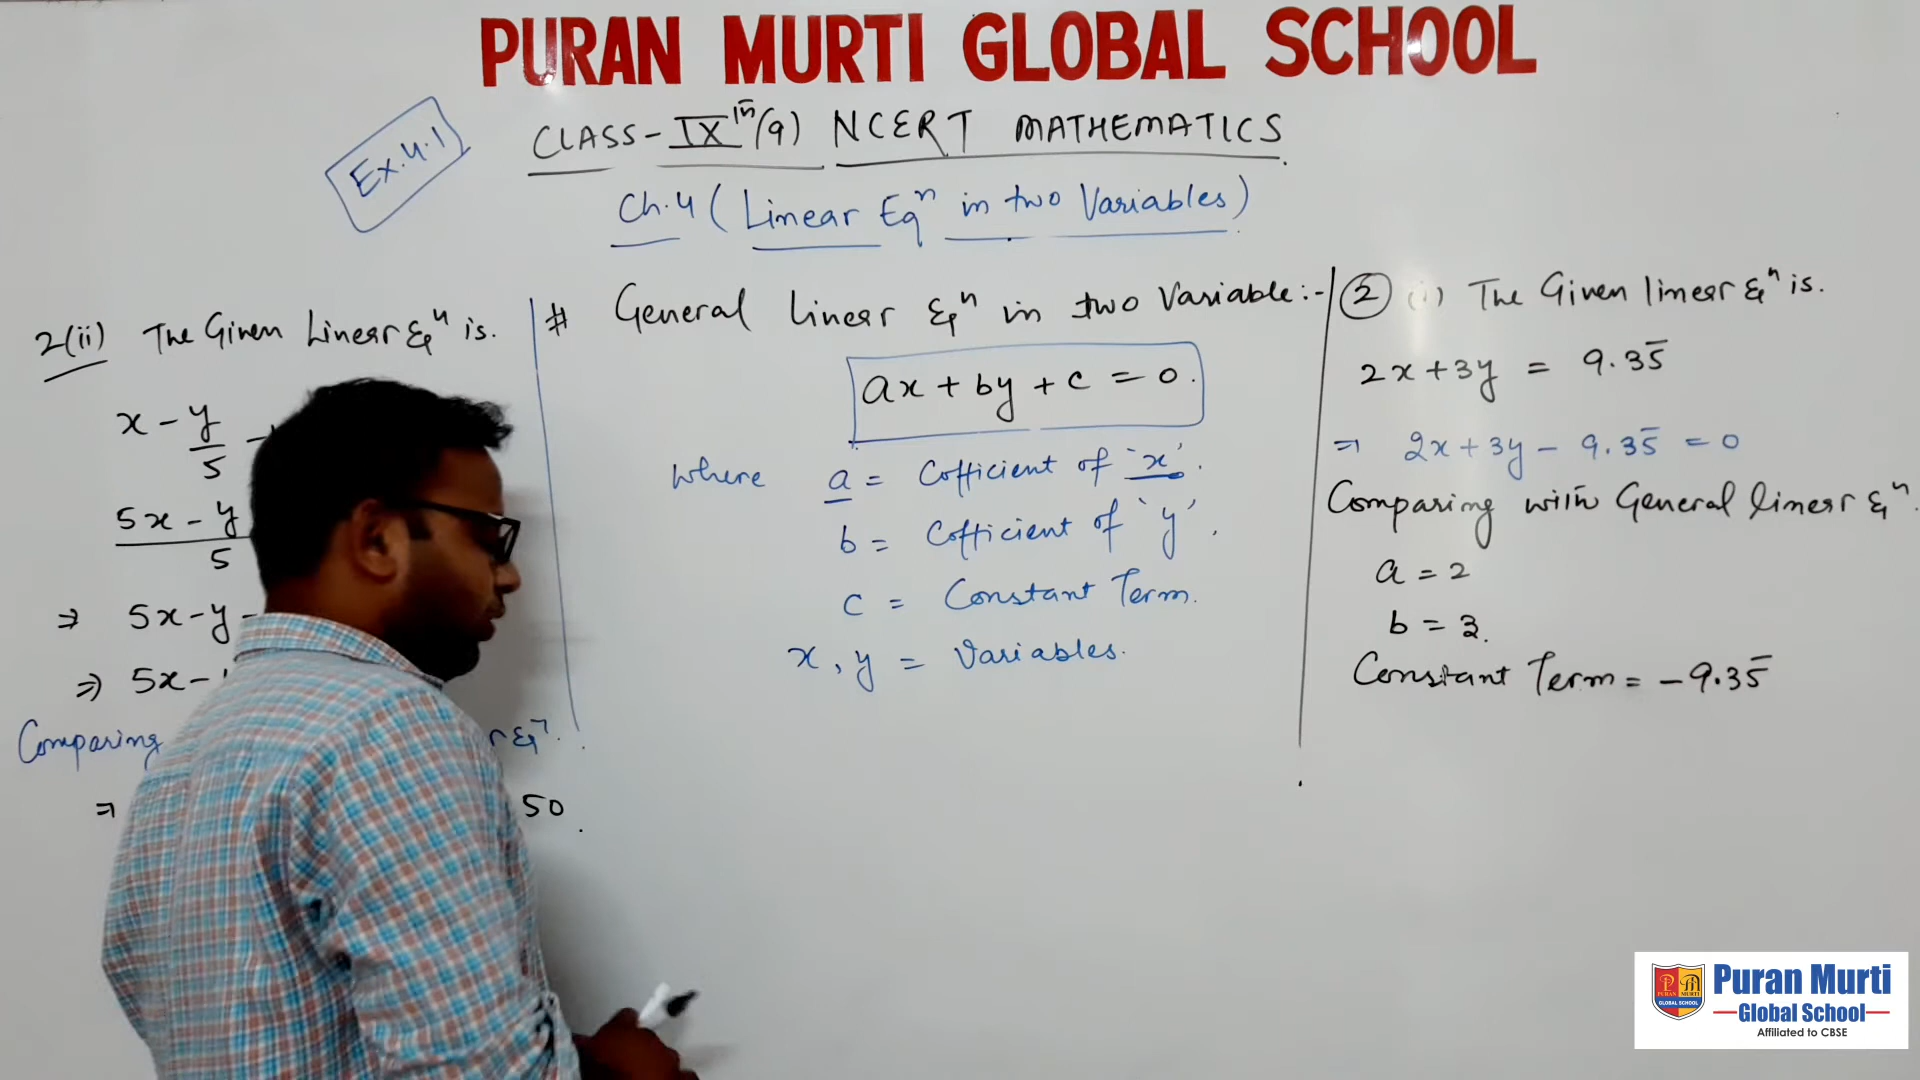 PURAN MURTI GLOBAL SCHOOL
CLASS - IX th (9) NCERT MATHEMATICS
Ex. 4.1
Ch. 4 ( Linear Eqⁿ in two Variables )
2(ii) The Given Linear Eqⁿ is.
x - y/5 -
5x - y
5
⇒ 5x - y -
⇒ 5x -
Comparing r Eqⁿ.
⇒ 50.
# General Linear Eqⁿ in two Variable :-
ax + by + c = 0.
Where a = Cofficient of 'x'.
b = Cofficient of 'y'.
c = Constant Term.
x, y = Variables.
2 (i) The Given linear Eqⁿ is.
2x + 3y = 9.35̅
⇒ 2x + 3y - 9.35̅ = 0
Comparing with General linear Eqⁿ.
a = 2
b = 3.
Constant Term = - 9.35̅
Puran Murti
Global School
Affiliated to CBSE
PURAN MURTI
GLOBAL SCHOOL